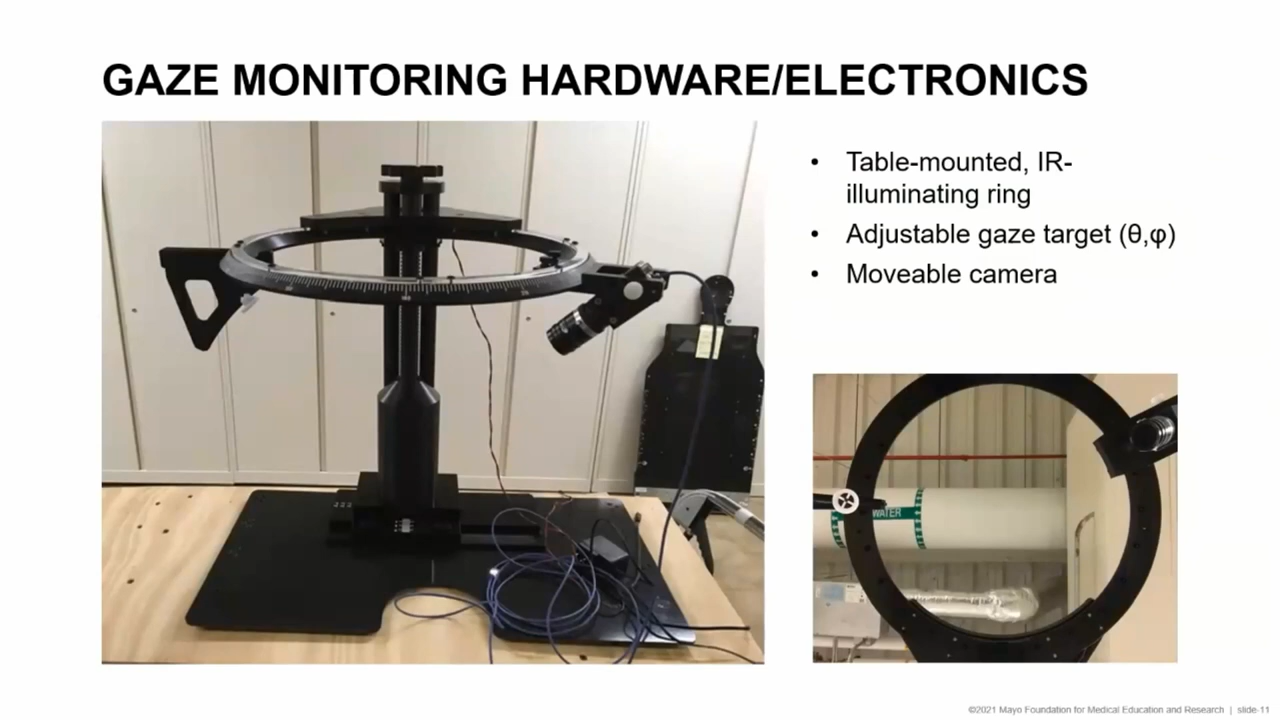 GAZE MONITORING HARDWARE/ELECTRONICS
• Table-mounted, IR-
illuminating ring
• Adjustable gaze target (θ,φ)
• Moveable camera
WATER
©2021 Mayo Foundation for Medical Education and Research | slide-11